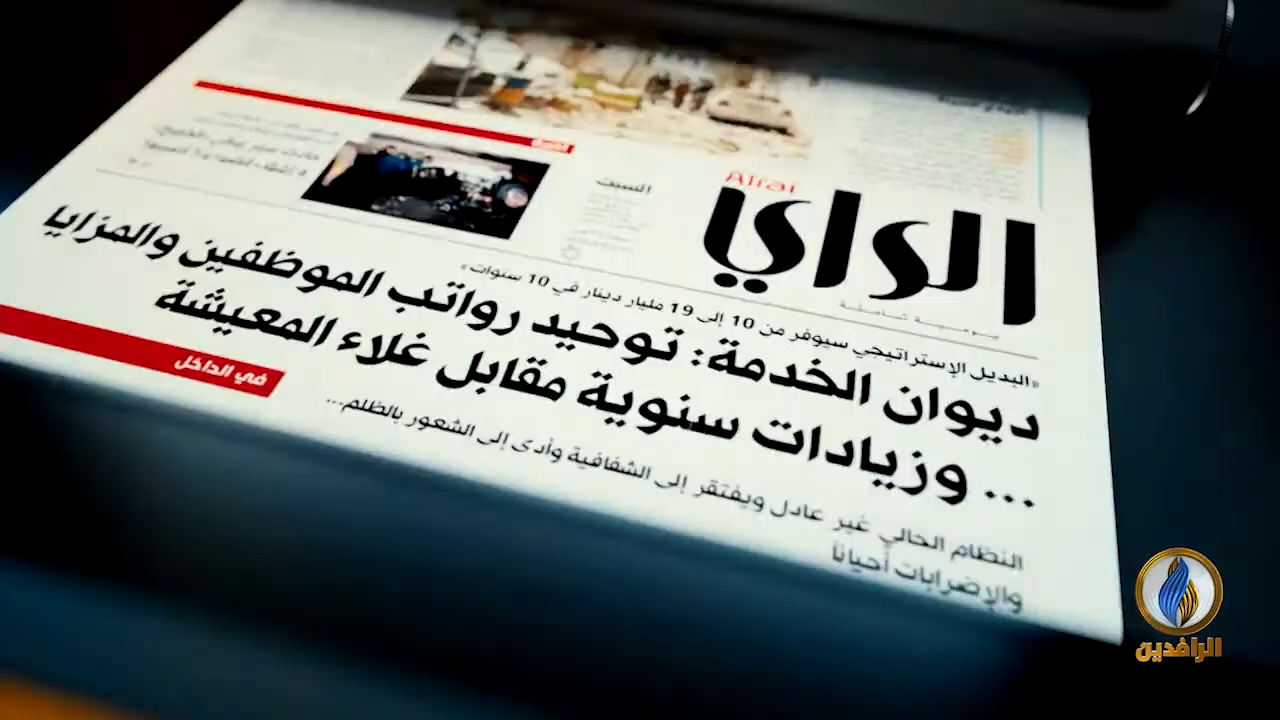 Alrai
الراي
يومية شاملة
السبت
«البديل الإستراتيجي سيوفر من 10 إلى 19 مليار دينار في 10 سنوات»
ديوان الخدمة: توحيد رواتب الموظفين والمزايا
... وزيادات سنوية مقابل غلاء المعيشة
النظام الحالي غير عادل ويفتقر إلى الشفافية وأدى إلى الشعور بالظلم...
والإضرابات أحياناً
في الداخل
الرافدين